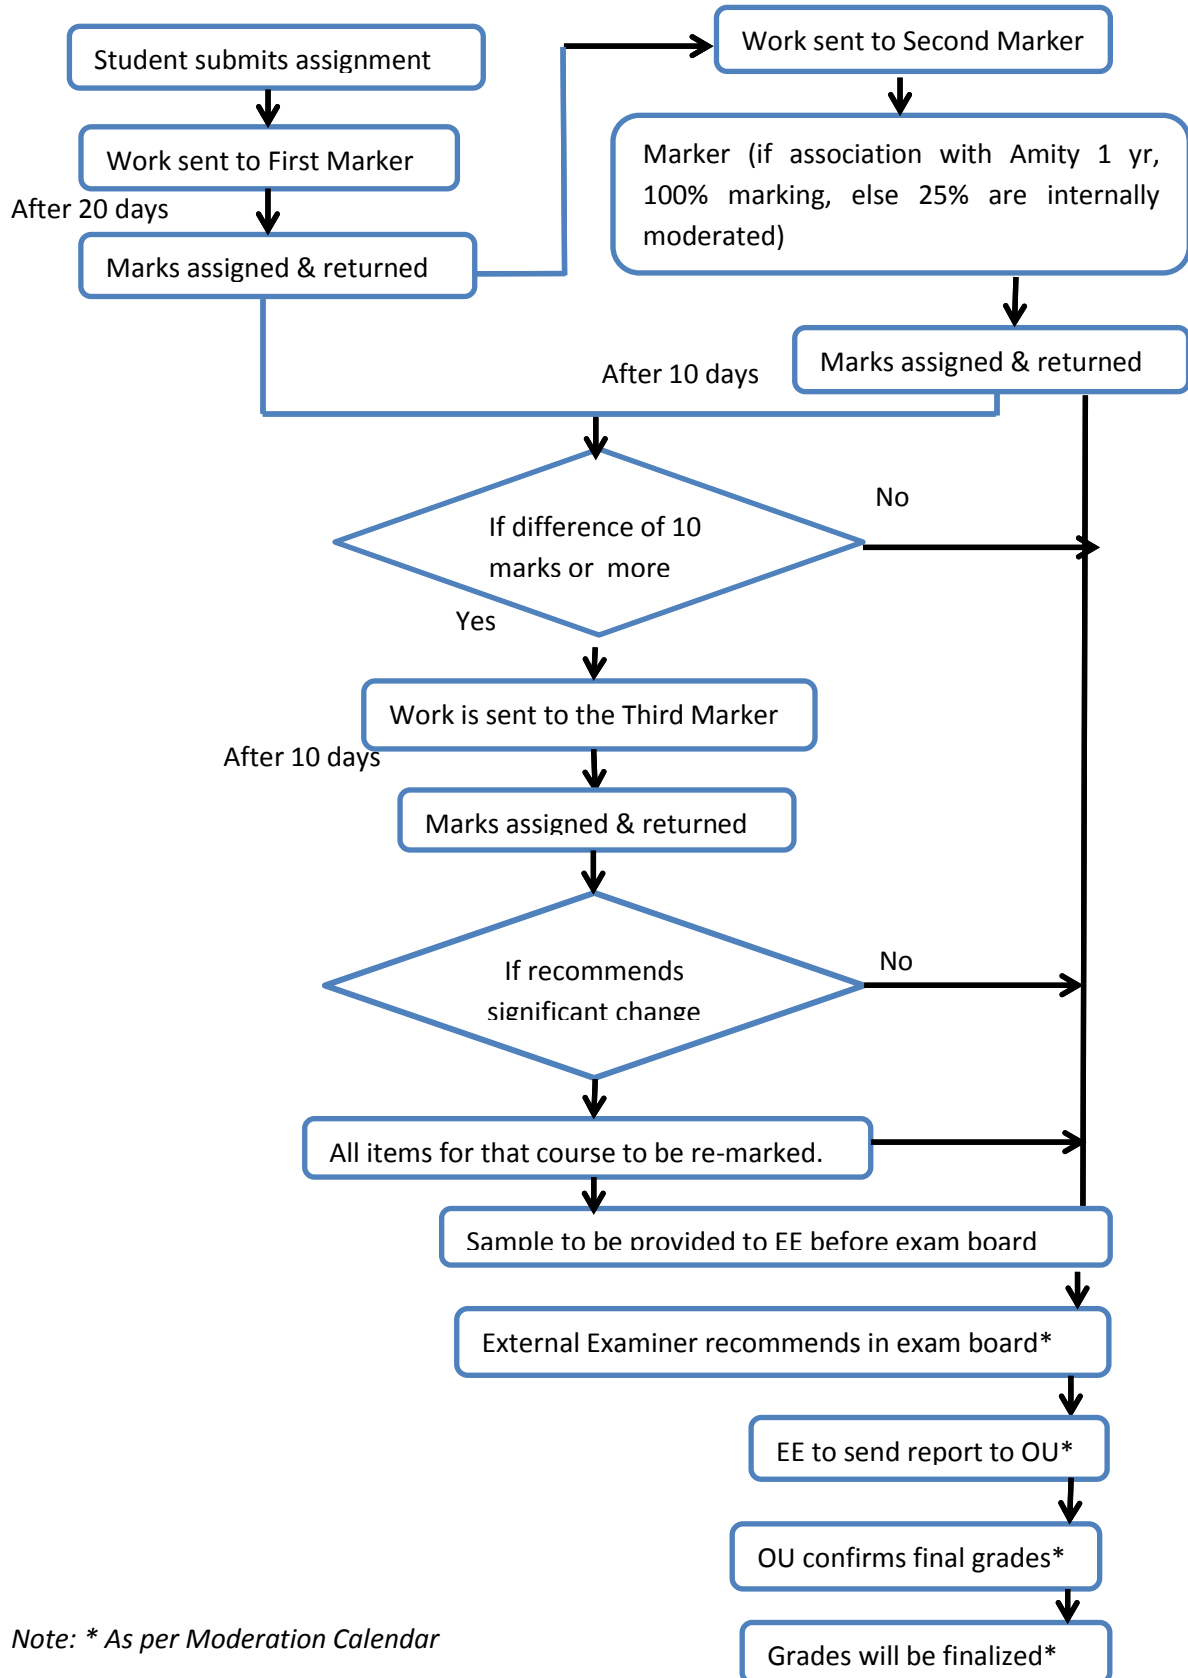 Student submits assignment
Work sent to First Marker
After 20 days
Marks assigned & returned
Work sent to Second Marker
Marker (if association with Amity 1 yr,
100% marking, else 25% are internally
moderated)
Marks assigned & returned
After 10 days
If difference of 10
marks or more
No
Yes
Work is sent to the Third Marker
After 10 days
Marks assigned & returned
If recommends
significant change
No
All items for that course to be re-marked.
Sample to be provided to EE before exam board
External Examiner recommends in exam board*
EE to send report to OU*
OU confirms final grades*
Grades will be finalized*
Note: * As per Moderation Calendar